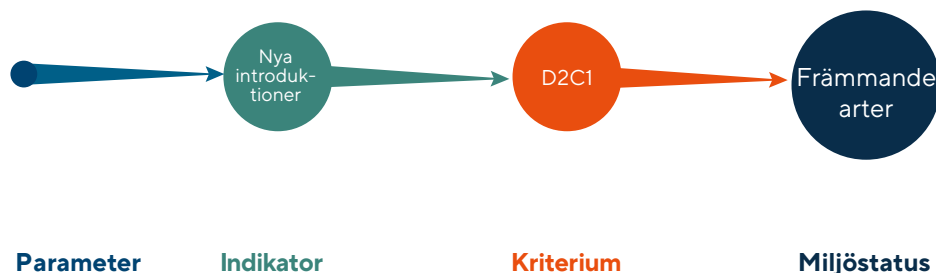 Nya
introduk-
tioner
D2C1
Främmande
arter
Parameter
Indikator
Kriterium
Miljöstatus